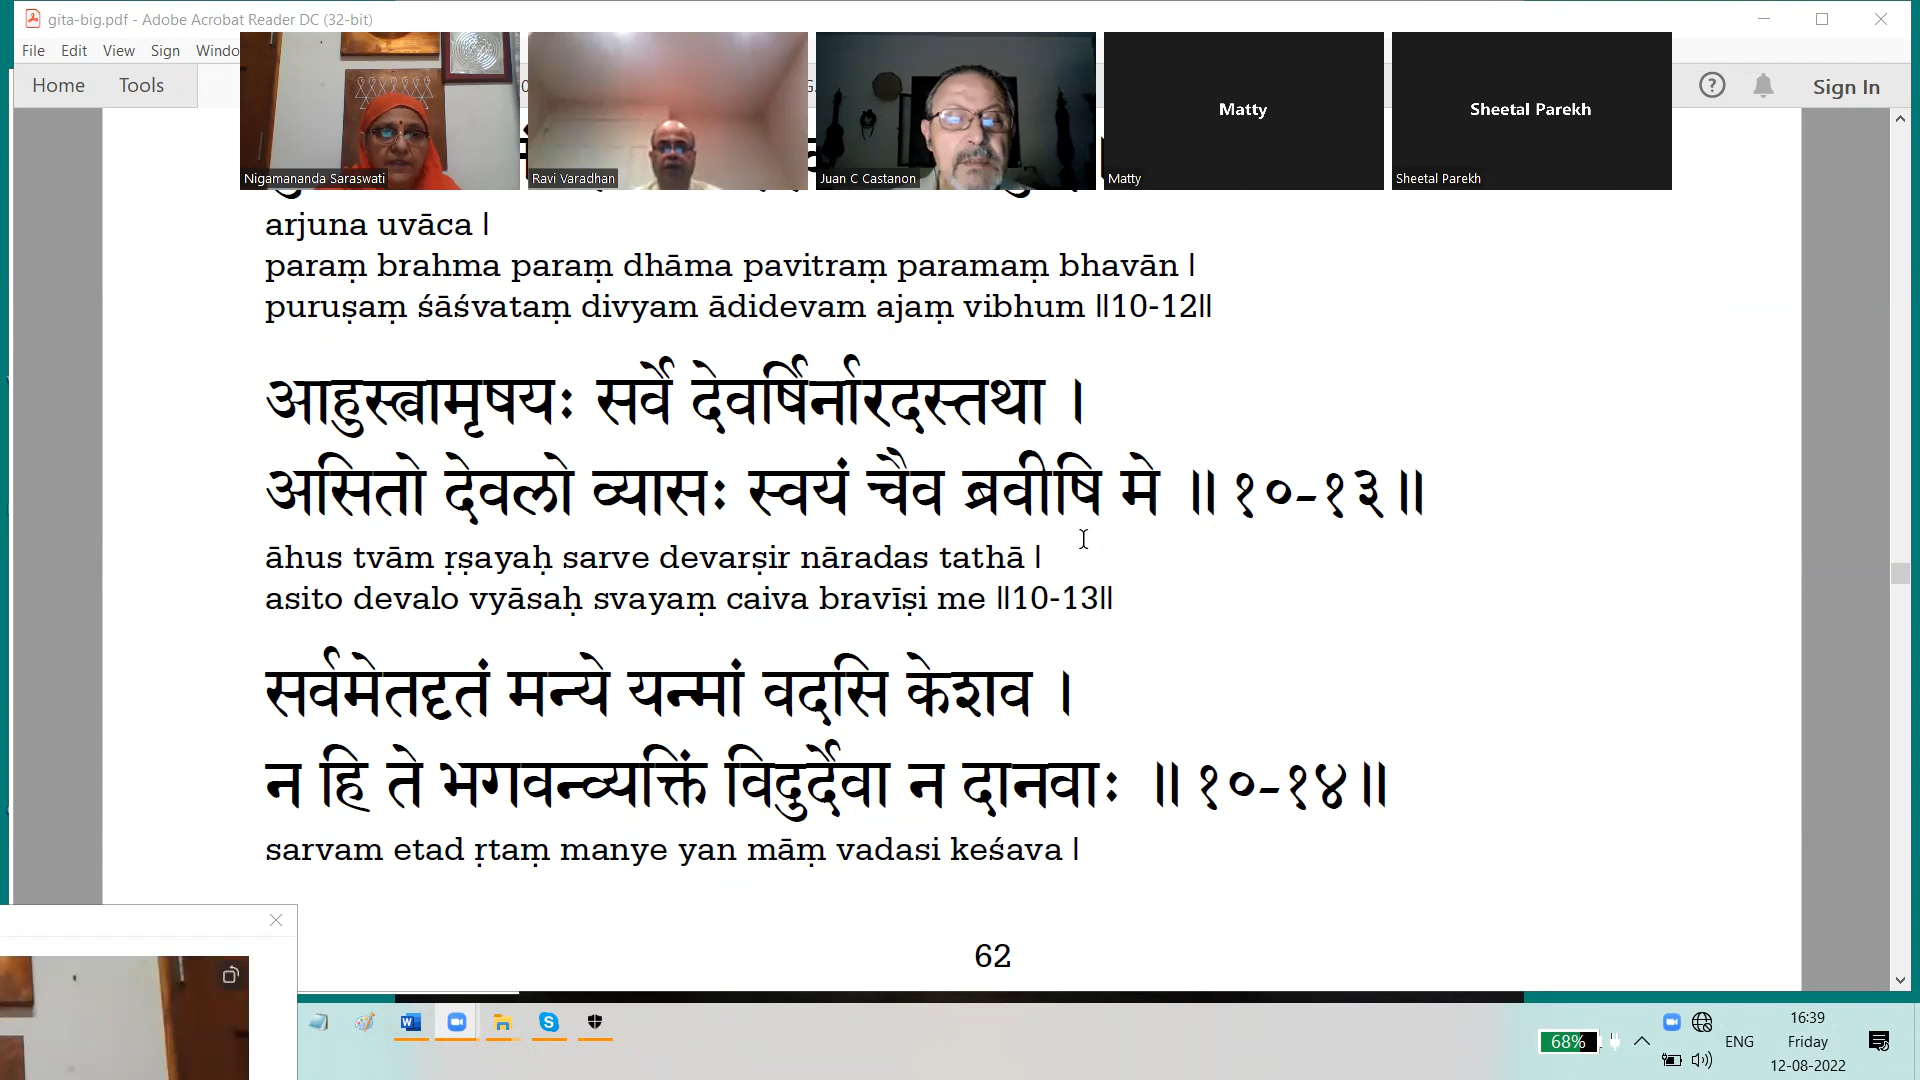 gita-big.pdf - Adobe Acrobat Reader DC (32-bit)
File Edit View Sign Windo
Home Tools
Sign In
Nigamananda Saraswati
Ravi Varadhan
Juan C Castanon
Matty
Matty
Sheetal Parekh
Sheetal Parekh
arjuna uvāca |
paraṃ brahma paraṃ dhāma pavitraṃ paramaṃ bhavān |
puruṣaṃ śāśvataṃ divyam ādidevam ajaṃ vibhum ||10-12||
आहुस्त्वामृषयः सर्वे देवर्षिर्नारदस्तथा ।
असितो देवलो व्यासः स्वयं चैव ब्रवीषि मे ॥१०-१३॥
āhus tvām ṛṣayaḥ sarve devarṣir nāradas tathā |
asito devalo vyāsaḥ svayaṃ caiva bravīṣi me ||10-13||
सर्वमेतदृतं मन्ये यन्मां वदसि केशव ।
न हि ते भगवन्व्यक्तिं विदुर्देवा न दानवाः ॥१०-१४॥
sarvam etad ṛtaṃ manye yan māṃ vadasi keśava |
62
68%
ENG
16:39
Friday
12-08-2022